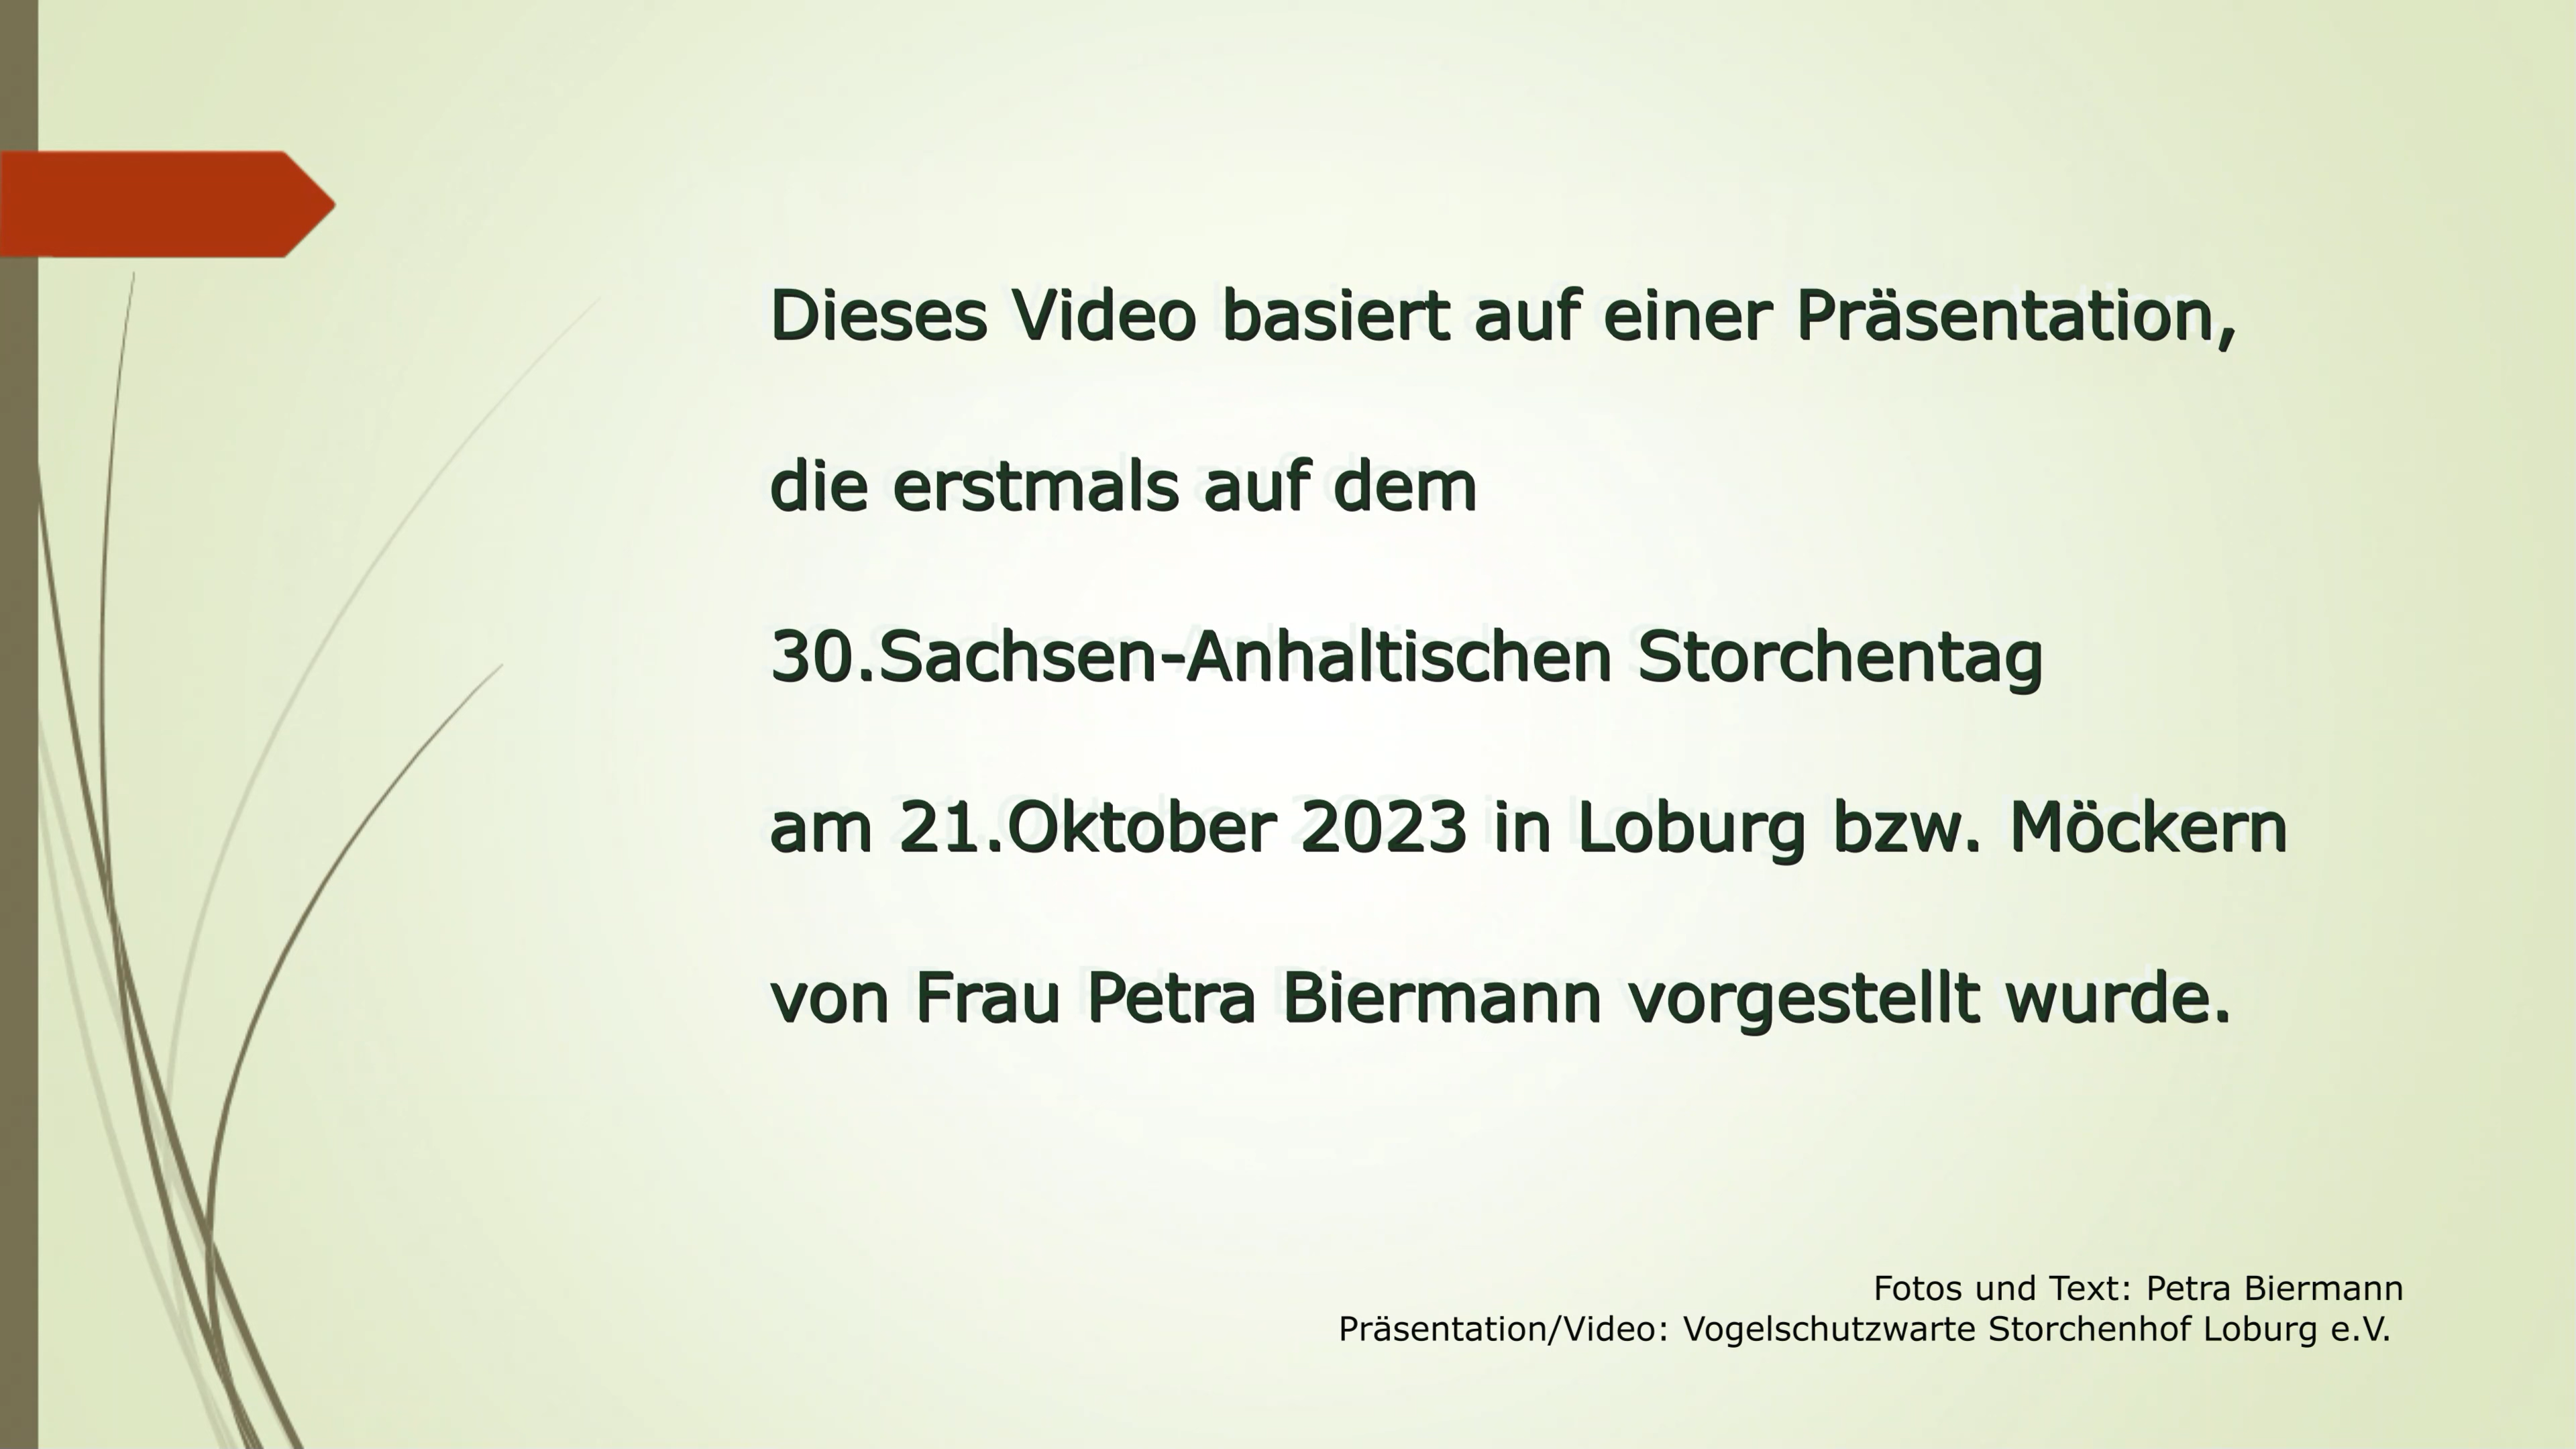 Dieses Video basiert auf einer Präsentation,
die erstmals auf dem
30.Sachsen-Anhaltischen Storchentag
am 21.Oktober 2023 in Loburg bzw. Möckern
von Frau Petra Biermann vorgestellt wurde.
Fotos und Text: Petra Biermann
Präsentation/Video: Vogelschutzwarte Storchenhof Loburg e.V.